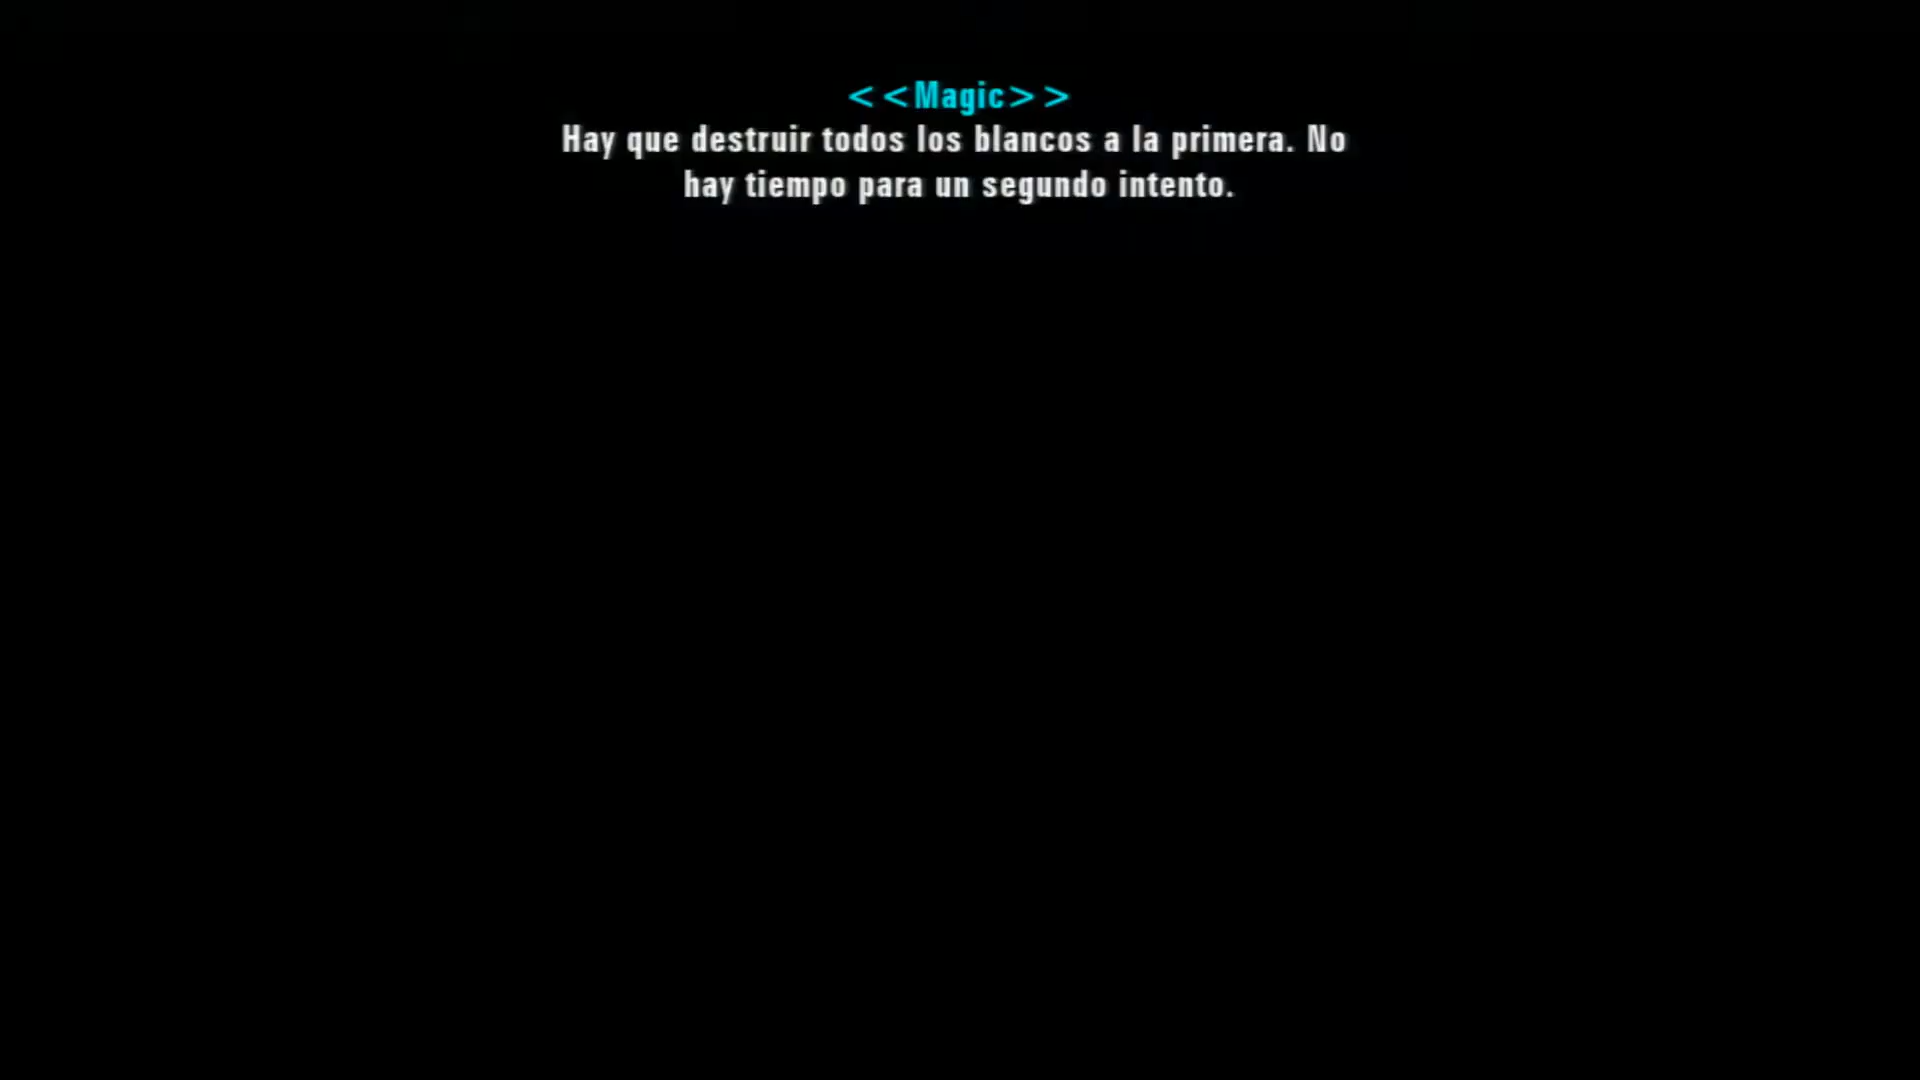 <<Magic>>
Hay que destruir todos los blancos a la primera. No
hay tiempo para un segundo intento.